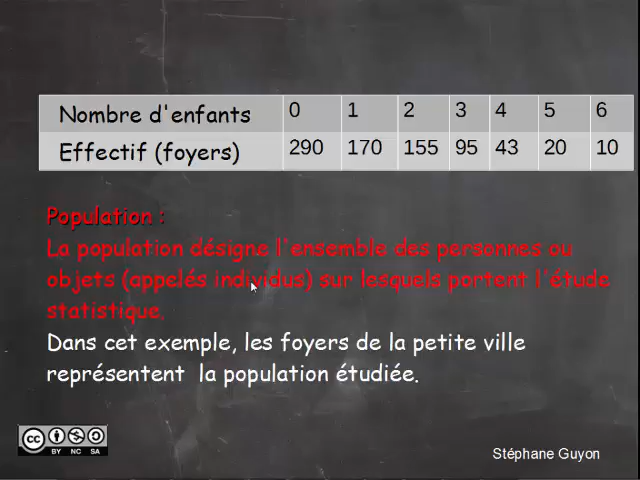 Nombre d'enfants 0 1 2 3 4 5 6
Effectif (foyers) 290 170 155 95 43 20 10
Population :
La population désigne l'ensemble des personnes ou
objets (appelés individus) sur lesquels portent l'étude
statistique.
Dans cet exemple, les foyers de la petite ville
représentent la population étudiée.
cc
BY NC SA
Stéphane Guyon